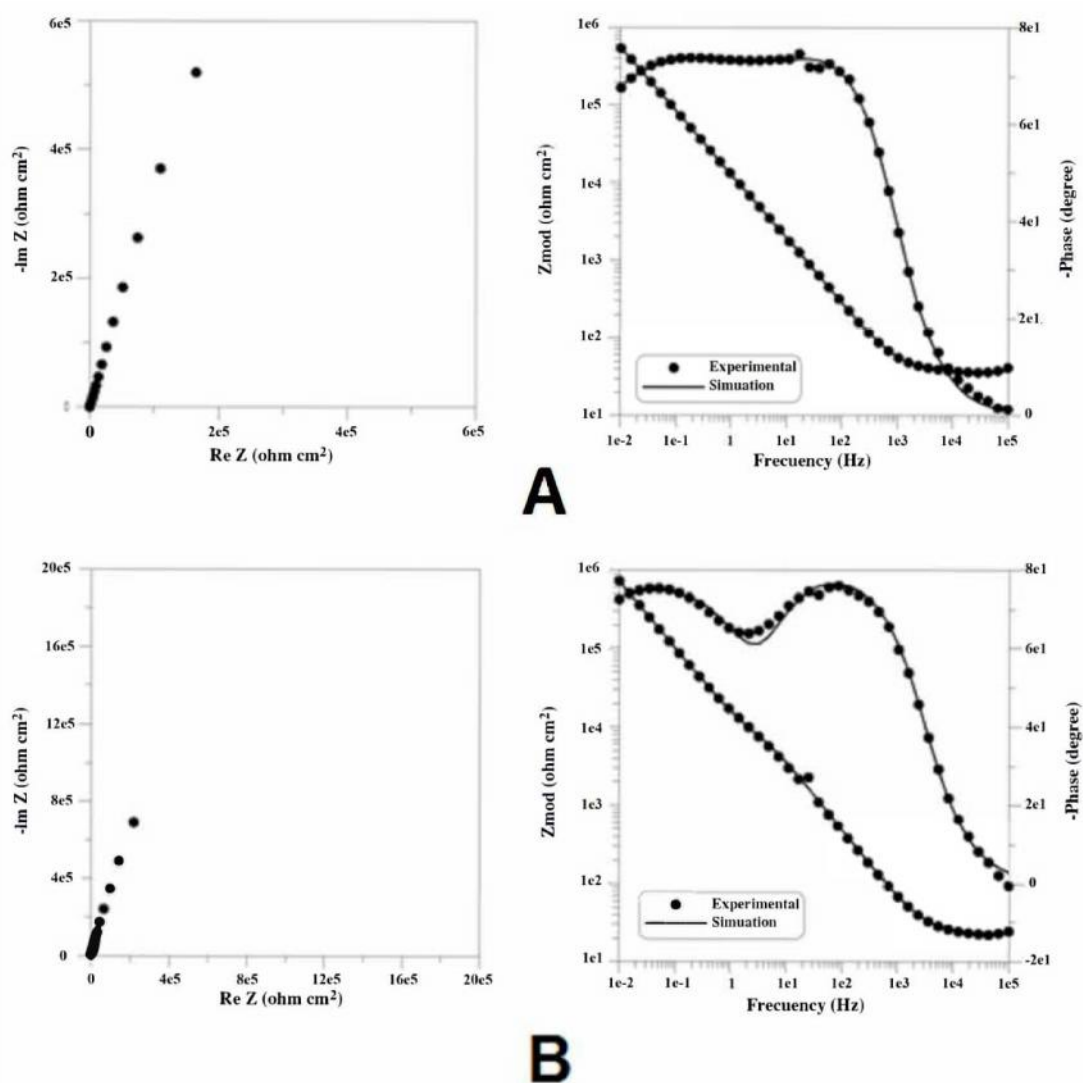 6e5
4e5
2e5
0
-Im Z (ohm cm²)
0
2e5
4e5
6e5
Re Z (ohm cm²)
1e6
1e5
1e4
1e3
1e2
1e1
Zmod (ohm cm²)
8e1
6e1
4e1
2e1
0
-Phase (degree)
Experimental
Simuation
1e-2
1e-1
1
1e1
1e2
1e3
1e4
1e5
Frecuency (Hz)
A
20e5
16e5
12e5
8e5
4e5
0
-Im Z (ohm cm²)
0
4e5
8e5
12e5
16e5
20e5
Re Z (ohm cm²)
1e6
1e5
1e4
1e3
1e2
1e1
Zmod (ohm cm²)
8e1
6e1
4e1
2e1
0
-2e1
-Phase (degree)
Experimental
Simuation
1e-2
1e-1
1
1e1
1e2
1e3
1e4
1e5
Frecuency (Hz)
B